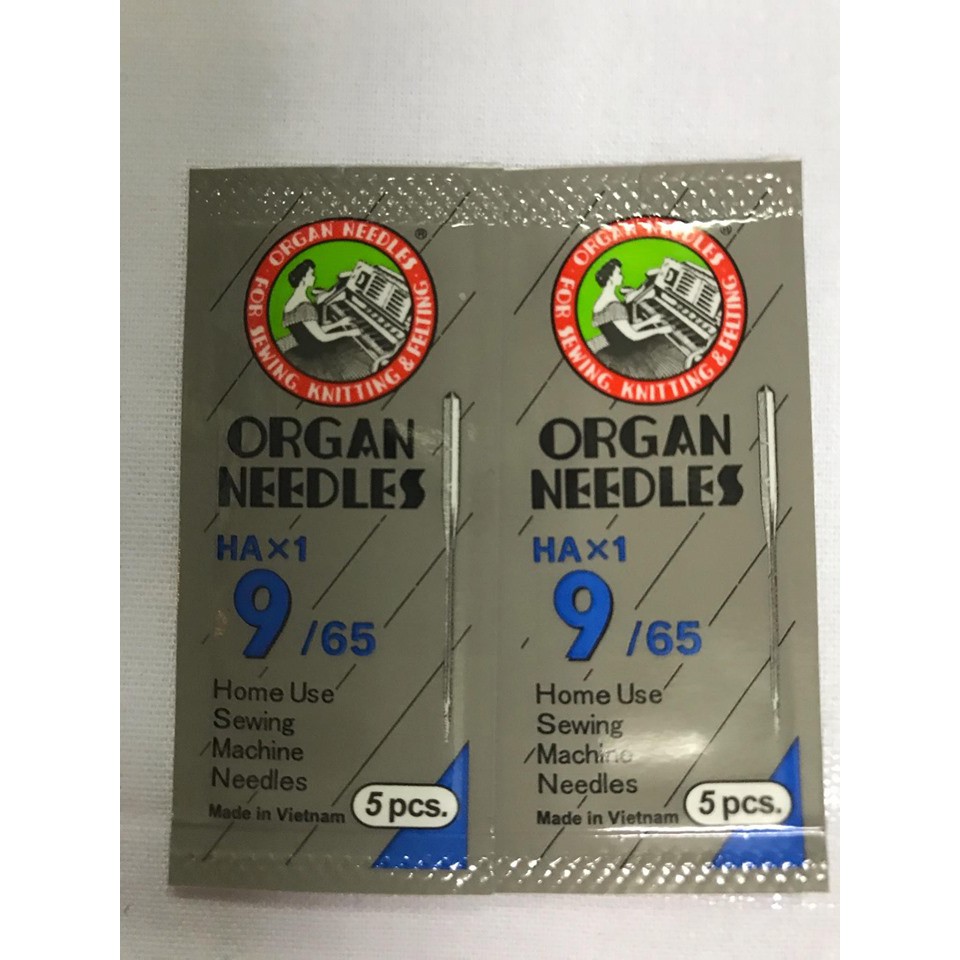 ORGAN NEEDLES ®
FOR SEWING, KNITTING & FELTING
ORGAN
NEEDLES
HA×1
9/65
Home Use
Sewing
Machine
Needles
Made in Vietnam
5 pcs.
ORGAN NEEDLES ®
FOR SEWING, KNITTING & FELTING
ORGAN
NEEDLES
HA×1
9/65
Home Use
Sewing
Machine
Needles
Made in Vietnam
5 pcs.